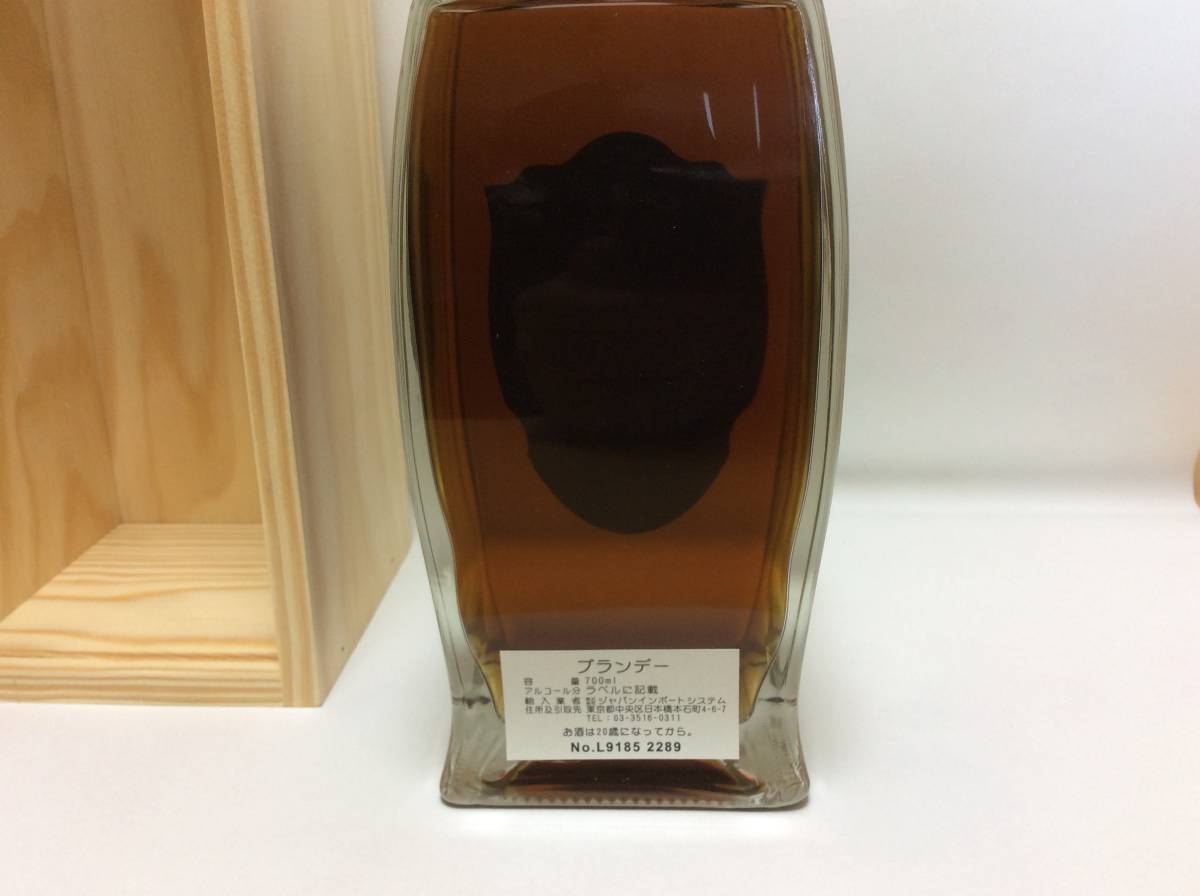 ブランデー
容量 700ml
アルコール分 ラベルに記載
輸入業者 株式会社 ジャパンインポートシステム
住所及引取先 東京都中央区日本橋本石町4-6-7
TEL:03-3516-0311
お酒は20歳になってから。
No.L9185 2289